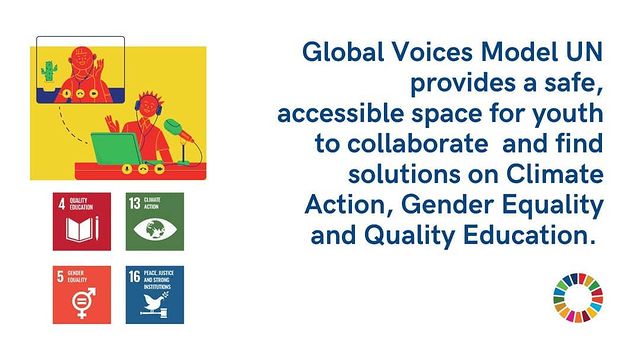 Global Voices Model UN
provides a safe,
accessible space for youth
to collaborate and find
solutions on Climate
Action, Gender Equality
and Quality Education.
4 QUALITY
EDUCATION
13 CLIMATE
ACTION
5 GENDER
EQUALITY
16 PEACE, JUSTICE
AND STRONG
INSTITUTIONS